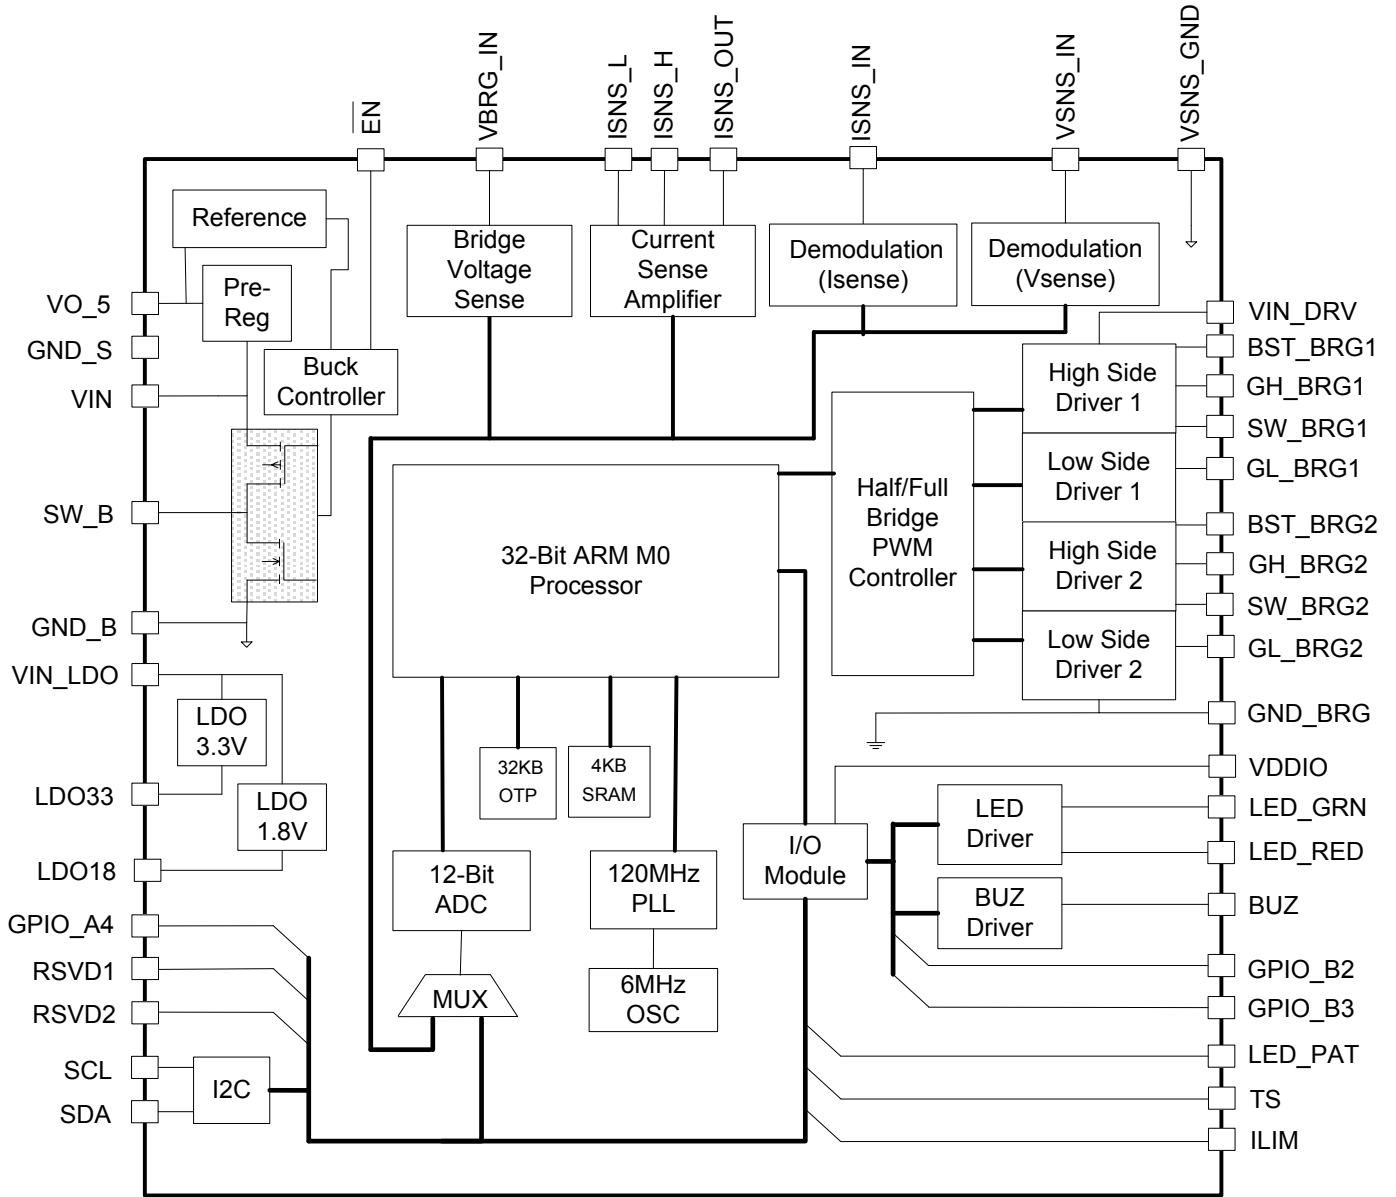 EN
VBRG_IN
ISNS_L
ISNS_H
ISNS_OUT
ISNS_IN
VSNS_IN
VSNS_GND
Reference
Pre-
Reg
Buck
Controller
Bridge
Voltage
Sense
Current
Sense
Amplifier
Demodulation
(Isense)
Demodulation
(Vsense)
VO_5
GND_S
VIN
SW_B
GND_B
VIN_LDO
LDO33
LDO18
GPIO_A4
RSVD1
RSVD2
SCL
SDA
LDO
3.3V
LDO
1.8V
I2C
32-Bit ARM M0
Processor
32KB
OTP
4KB
SRAM
12-Bit
ADC
MUX
120MHz
PLL
6MHz
OSC
Half/Full
Bridge
PWM
Controller
High Side
Driver 1
Low Side
Driver 1
High Side
Driver 2
Low Side
Driver 2
I/O
Module
LED
Driver
BUZ
Driver
VIN_DRV
BST_BRG1
GH_BRG1
SW_BRG1
GL_BRG1
BST_BRG2
GH_BRG2
SW_BRG2
GL_BRG2
GND_BRG
VDDIO
LED_GRN
LED_RED
BUZ
GPIO_B2
GPIO_B3
LED_PAT
TS
ILIM